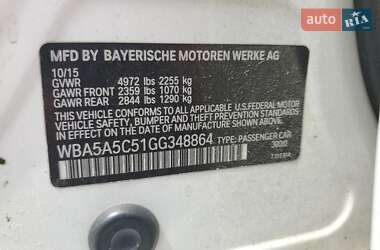 auto RIA.com
MFD BY BAYERISCHE MOTOREN WERKE AG
10/15
GVWR 4972 lbs 2255 kg
GAWR FRONT 2359 lbs 1070 kg
GAWR REAR 2844 lbs 1290 kg
THIS VEHICLE CONFORMS TO ALL APPLICABLE U.S.FEDERAL MOTOR
VEHICLE SAFETY, BUMPER, AND THEFT PREVENTION STANDARDS
IN EFFECT ON THE DATE OF MANUFACTURE SHOWN ABOVE.
WBA5A5C51GG348864 TYPE: PASSENGER CAR